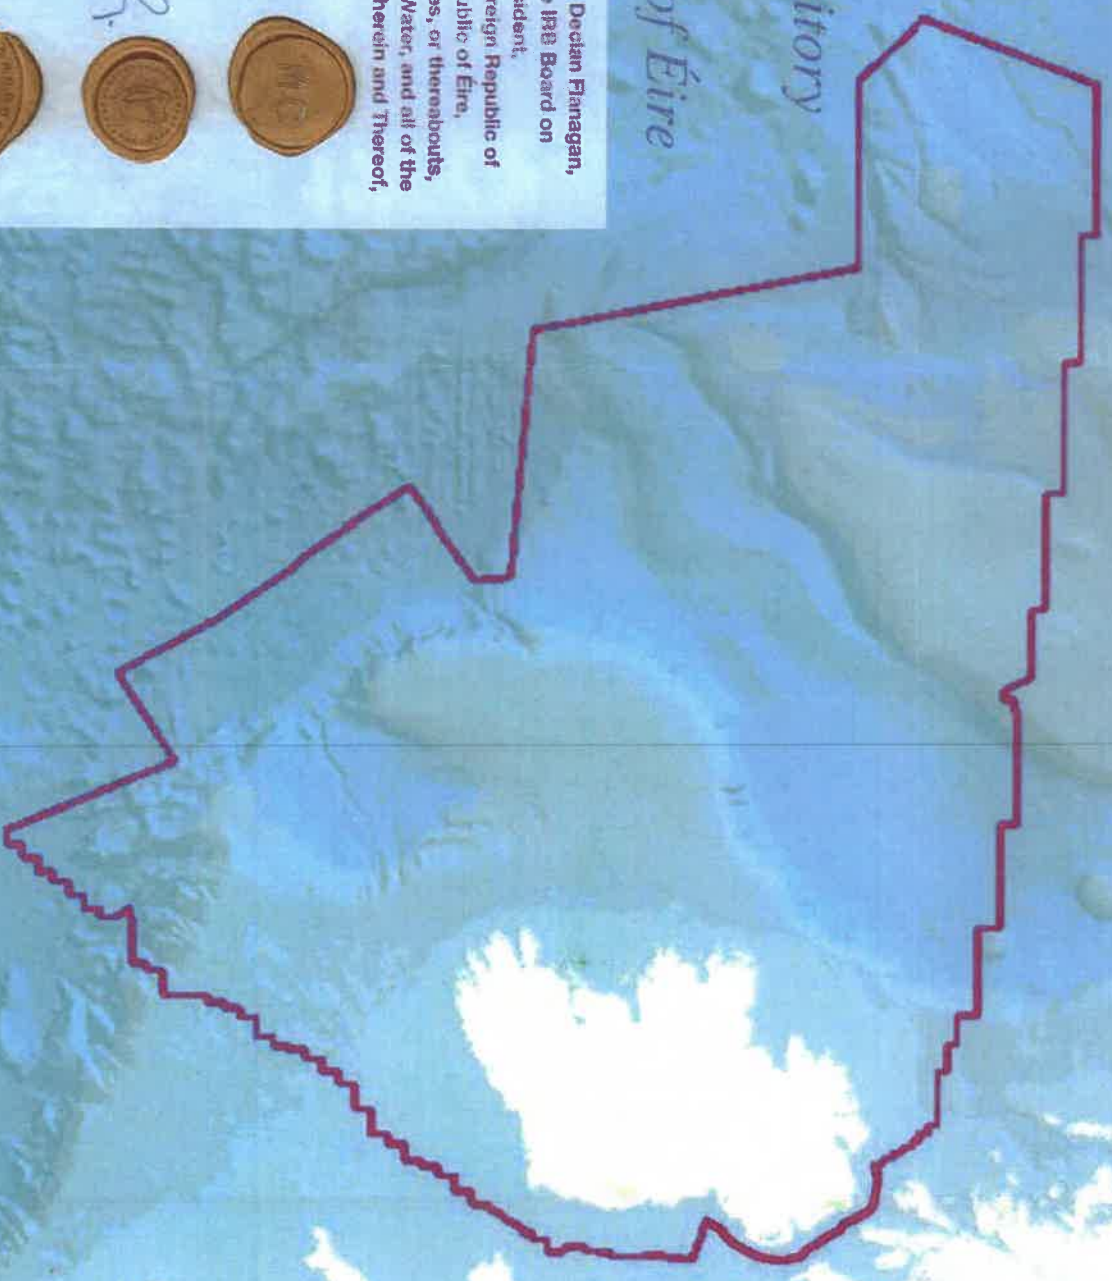 itory
of Éire
Declan Flanagan,
IRB Board on
sident,
reign Republic of
ublic of Éire,
es, or thereabouts,
Water, and all of the
herein and Thereof,